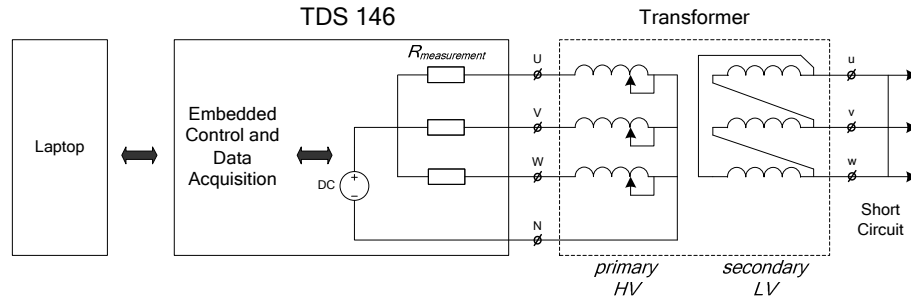 TDS 146
Transformer
Rmeasurement
U
u
Embedded
Control and
Data
Acquisition
V
v
Laptop
W
w
DC
+
−
N
Short
Circuit
primary
HV
secondary
LV